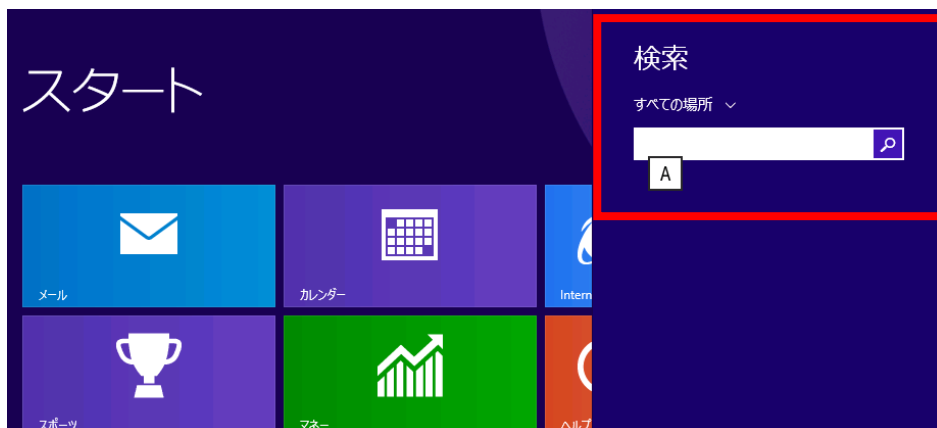 スタート
検索
すべての場所
A
メール
カレンダー
Intern
スポーツ
マネー
ヘルプ